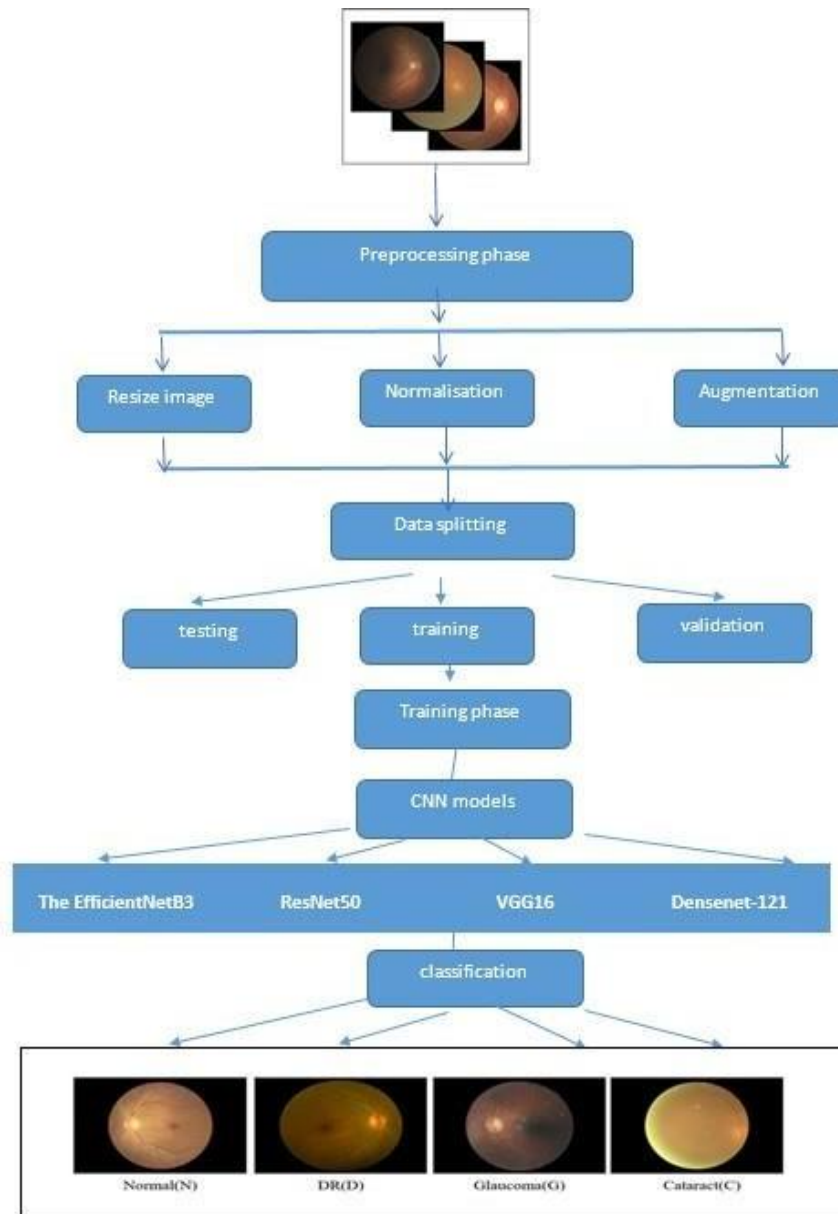 Preprocessing phase
Resize image
Normalisation
Augmentation
Data splitting
testing
training
validation
Training phase
CNN models
The EfficientNetB3
ResNet50
VGG16
Densenet-121
classification
Normal(N)
DR(D)
Glaucoma(G)
Cataract(C)